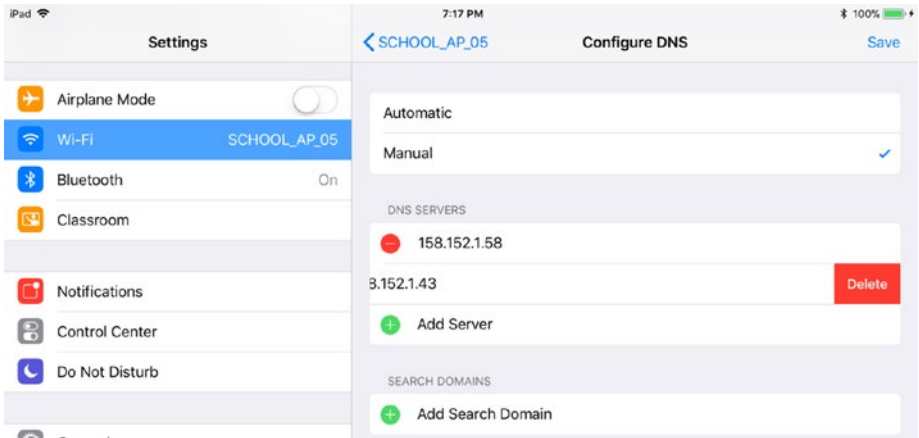 iPad 7:17 PM 100%
Settings
SCHOOL_AP_05 Configure DNS Save
Airplane Mode
Wi-Fi SCHOOL_AP_05
Bluetooth On
Classroom
Notifications
Control Center
Do Not Disturb
Automatic
Manual
DNS SERVERS
158.152.1.58
8.152.1.43 Delete
Add Server
SEARCH DOMAINS
Add Search Domain